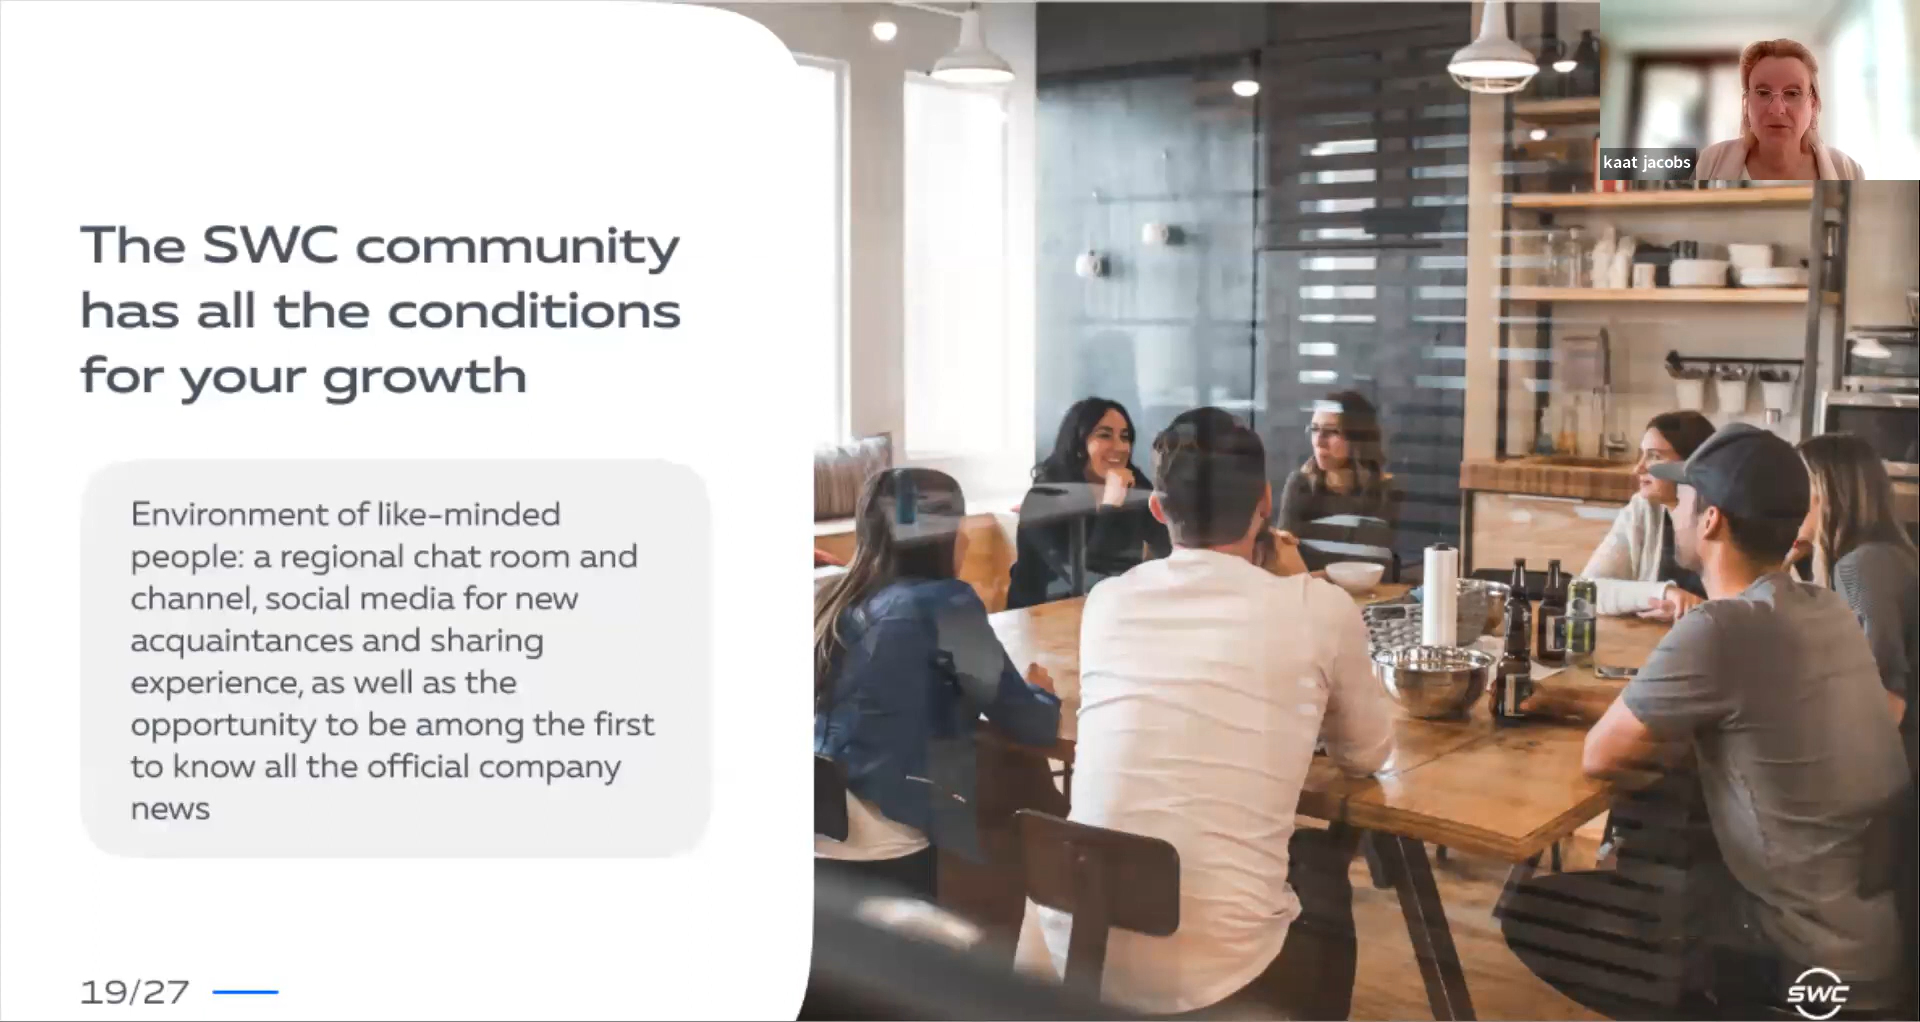 kaat jacobs
The SWC community
has all the conditions
for your growth
Environment of like-minded
people: a regional chat room and
channel, social media for new
acquaintances and sharing
experience, as well as the
opportunity to be among the first
to know all the official company
news
19/27
SWC